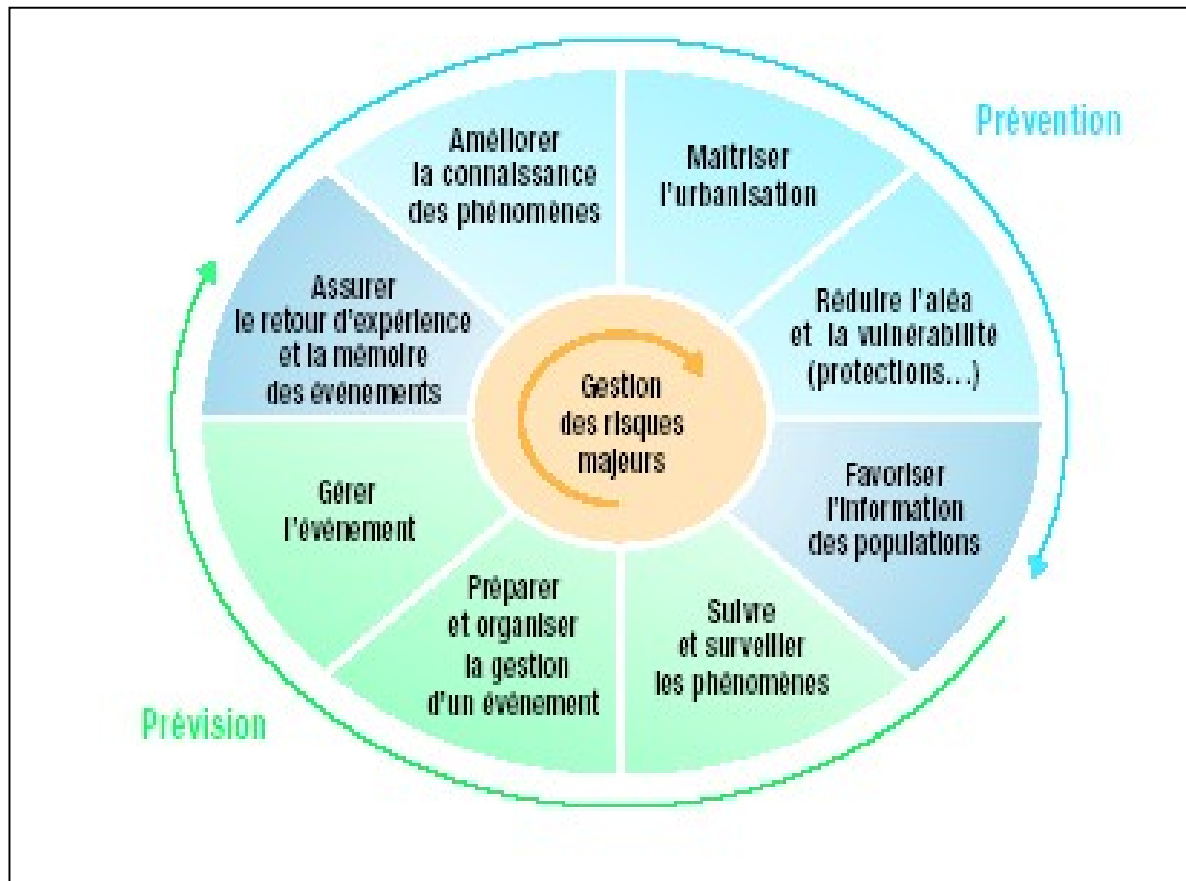 Prévention
Améliorer
la connaissance
des phénomènes
Maîtriser
l'urbanisation
Réduire l'aléa
et la vulnérabilité
(protections...)
Favoriser
l'information
des populations
Suivre
et surveiller
les phénomènes
Préparer
et organiser
la gestion
d'un événement
Gérer
l'événement
Assurer
le retour d'expérience
et la mémoire
des événements
Gestion
des risques
majeurs
Prévision